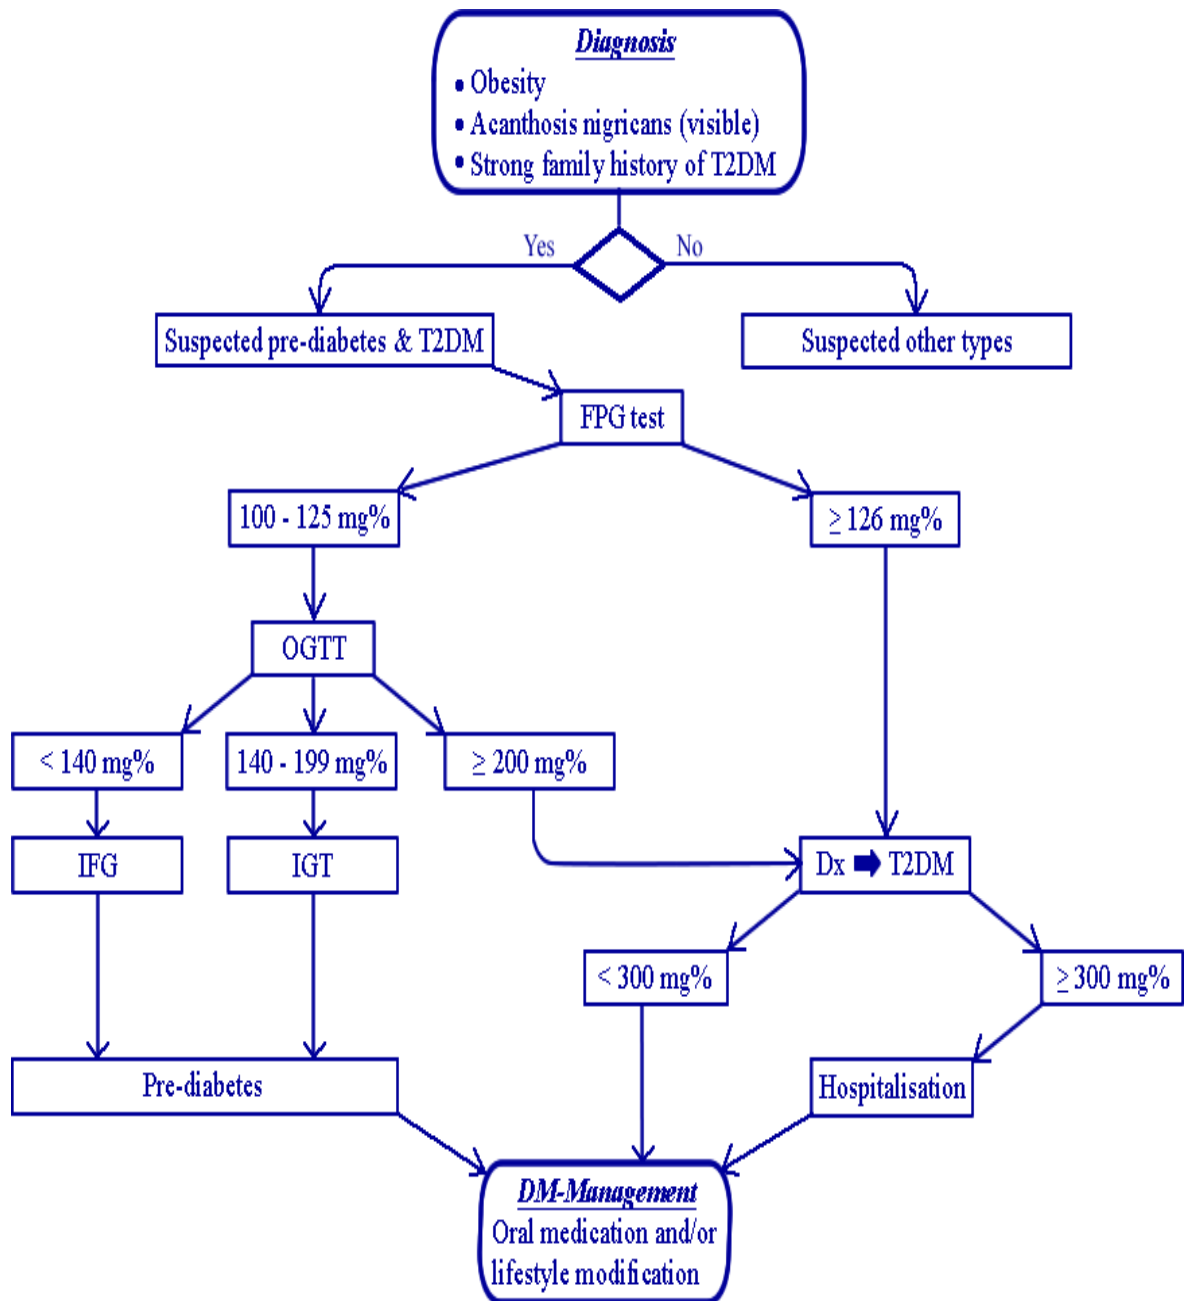 Diagnosis
• Obesity
• Acanthosis nigricans (visible)
• Strong family history of T2DM
Yes
No
Suspected pre-diabetes & T2DM
Suspected other types
FPG test
100 - 125 mg%
≥ 126 mg%
OGTT
< 140 mg%
140 - 199 mg%
≥ 200 mg%
IFG
IGT
Dx ➡ T2DM
< 300 mg%
≥ 300 mg%
Pre-diabetes
Hospitalisation
DM-Management
Oral medication and/or
lifestyle modification